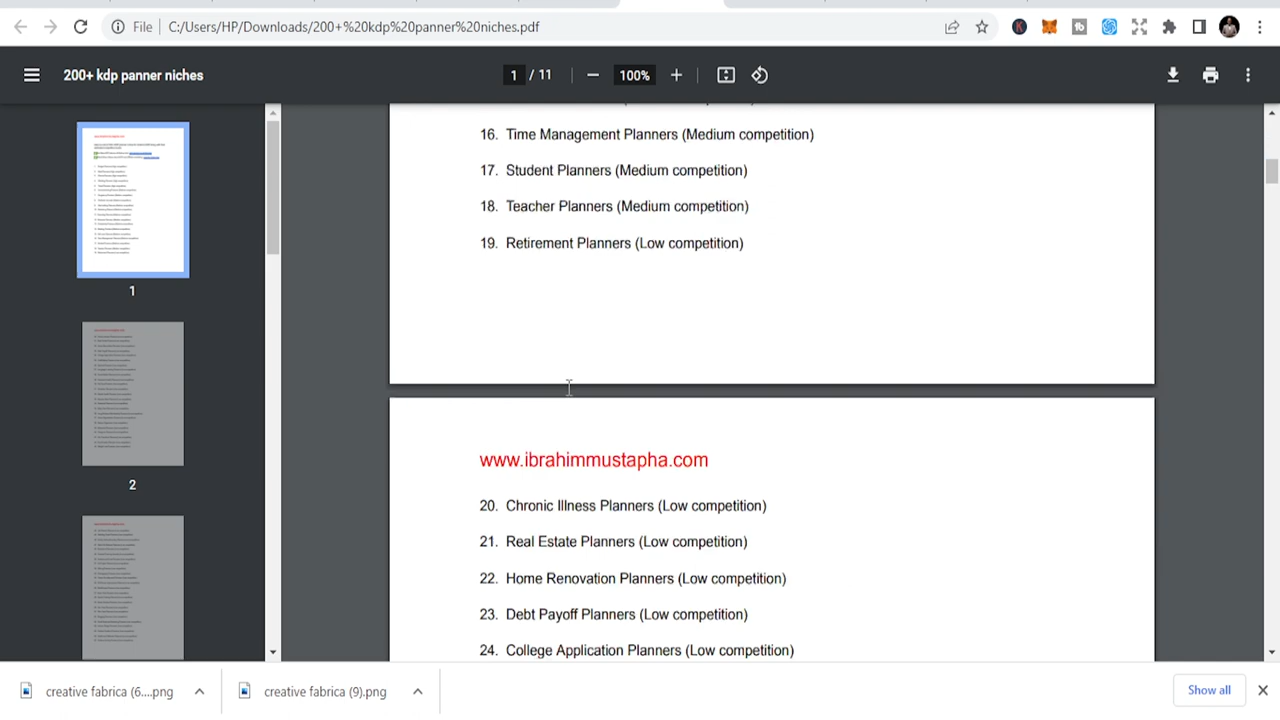 File
C:/Users/HP/Downloads/200+%20kdp%20panner%20niches.pdf
200+ kdp panner niches
1 / 11
100%
16. Time Management Planners (Medium competition)
17. Student Planners (Medium competition)
18. Teacher Planners (Medium competition)
19. Retirement Planners (Low competition)
1
www.ibrahimmustapha.com
20. Chronic Illness Planners (Low competition)
21. Real Estate Planners (Low competition)
22. Home Renovation Planners (Low competition)
23. Debt Payoff Planners (Low competition)
24. College Application Planners (Low competition)
2
creative fabrica (6....png
creative fabrica (9).png
Show all